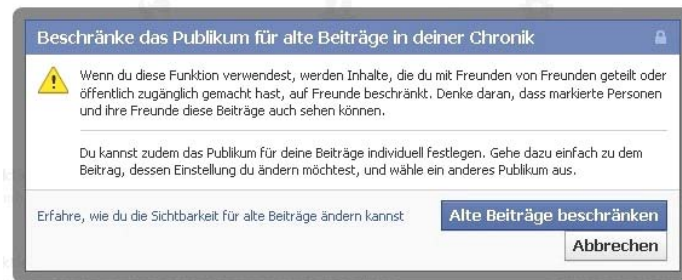 Beschränke das Publikum für alte Beiträge in deiner Chronik
Wenn du diese Funktion verwendest, werden Inhalte, die du mit Freunden von Freunden geteilt oder
öffentlich zugänglich gemacht hast, auf Freunde beschränkt. Denke daran, dass markierte Personen
und ihre Freunde diese Beiträge auch sehen können.
Du kannst zudem das Publikum für deine Beiträge individuell festlegen. Gehe dazu einfach zu dem
Beitrag, dessen Einstellung du ändern möchtest, und wähle ein anderes Publikum aus.
Erfahre, wie du die Sichtbarkeit für alte Beiträge ändern kannst
Alte Beiträge beschränken
Abbrechen